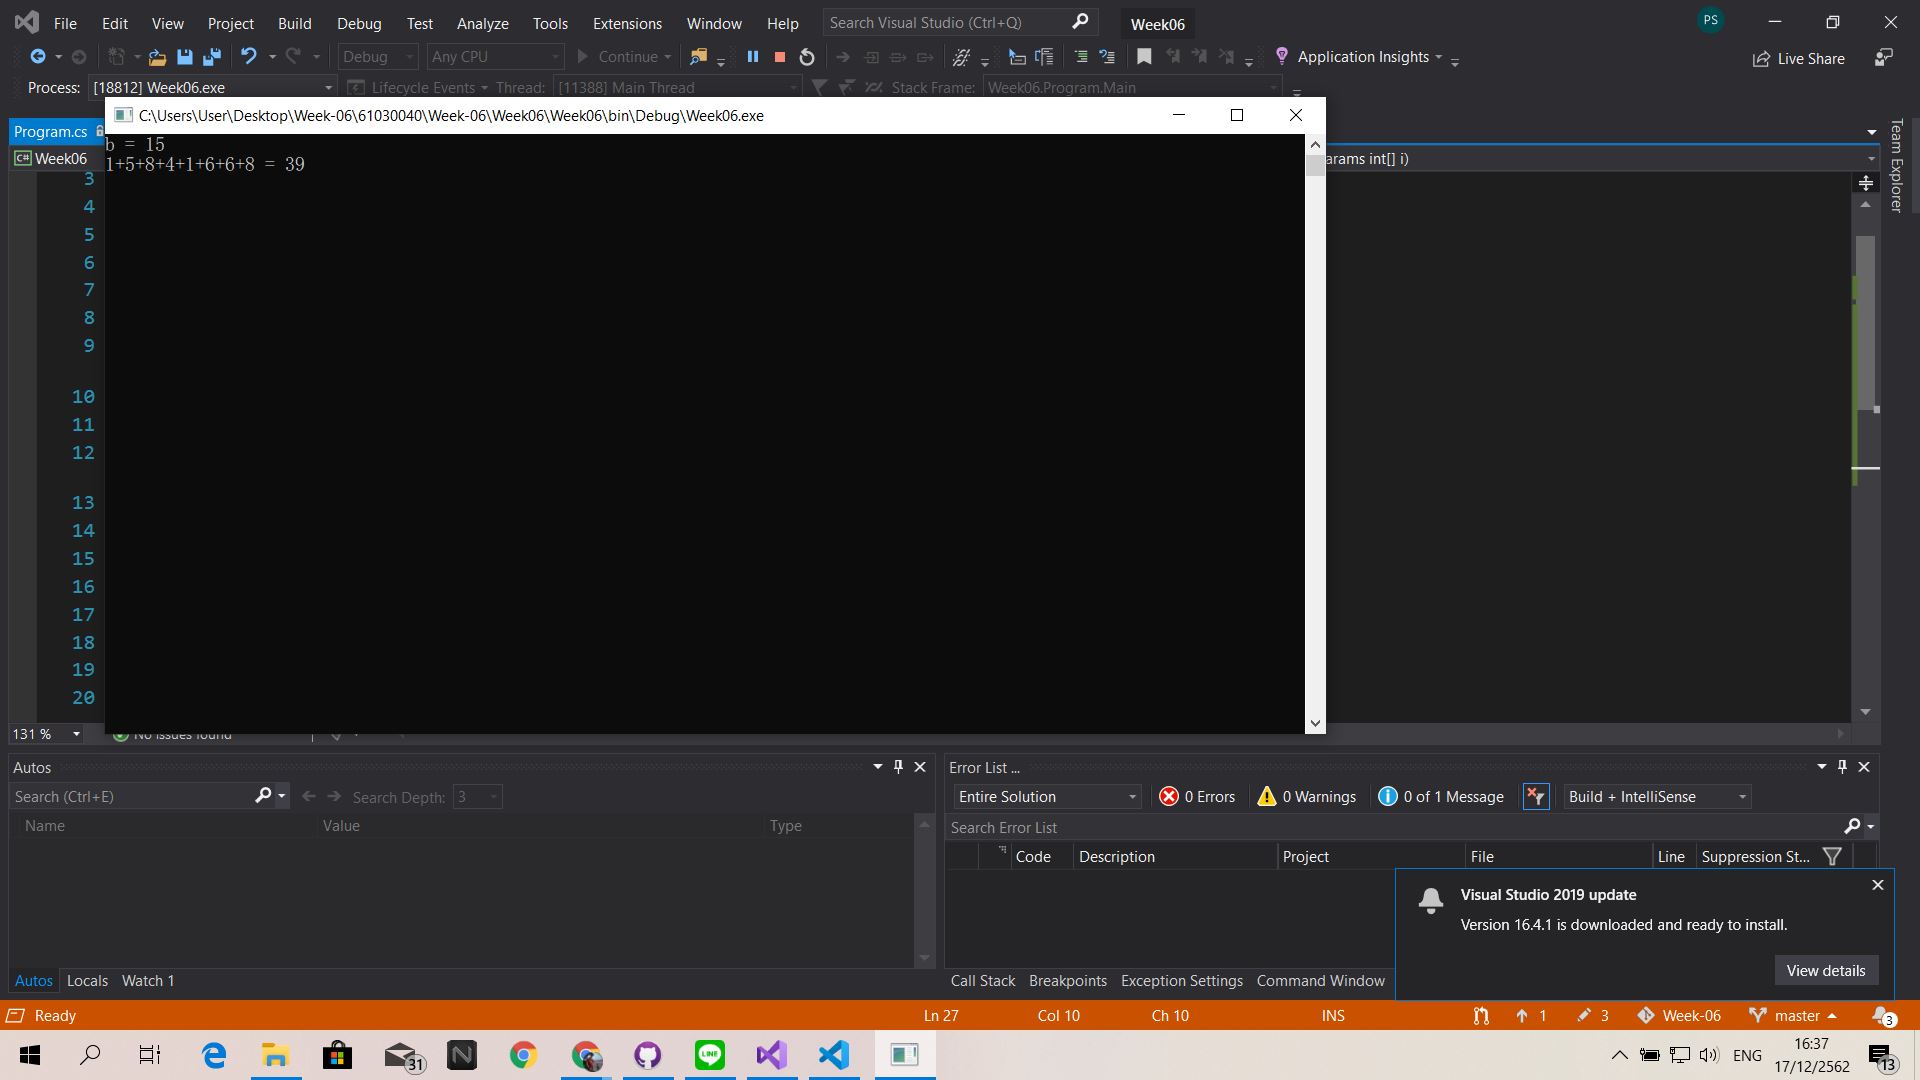 File Edit View Project Build Debug Test Analyze Tools Extensions Window Help Search Visual Studio (Ctrl+Q) Week06 PS
Debug Any CPU Continue Application Insights Live Share
Process: [18812] Week06.exe Lifecycle Events Thread: [11388] Main Thread Stack Frame: Week06.Program.Main
C:\Users\User\Desktop\Week-06\61030040\Week-06\Week06\Week06\bin\Debug\Week06.exe
Program.cs
b = 15
C# Week06
1+5+8+4+1+6+6+8 = 39
arams int[] i)
Team Explorer
3
4
5
6
7
8
9
10
11
12
13
14
15
16
17
18
19
20
131 % No issues found
Autos
Search (Ctrl+E) Search Depth: 3
Name Value Type
Autos Locals Watch 1
Error List ...
Entire Solution 0 Errors 0 Warnings 0 of 1 Message Build + IntelliSense
Search Error List
Code Description Project File Line Suppression St...
Visual Studio 2019 update
Version 16.4.1 is downloaded and ready to install.
View details
Call Stack Breakpoints Exception Settings Command Window
Ready Ln 27 Col 10 Ch 10 INS 1 3 Week-06 master 3
31 N LINE ENG 16:37
17/12/2562 13